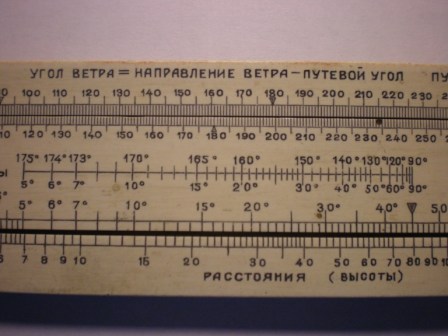 УГОЛ ВЕТРА = НАПРАВЛЕНИЕ ВЕТРА – ПУТЕВОЙ УГОЛ ПУ
100 110 120 130 140 150 160 170 180 190 200 210 220 230
120 130 140 150 160 170 180 190 200 210 220 230 240 250
Ы 175° 174° 173° 170° 165° 160° 150° 140° 130° 120° 90°
5° 6° 7° 10° 15° 20° 30° 40° 50° 60° 90°
5° 6° 7° 10° 15° 20° 30° 40° 50
7 8 9 10 15 20 30 40 50 60 70 80 90
РАССТОЯНИЯ (ВЫСОТЫ)